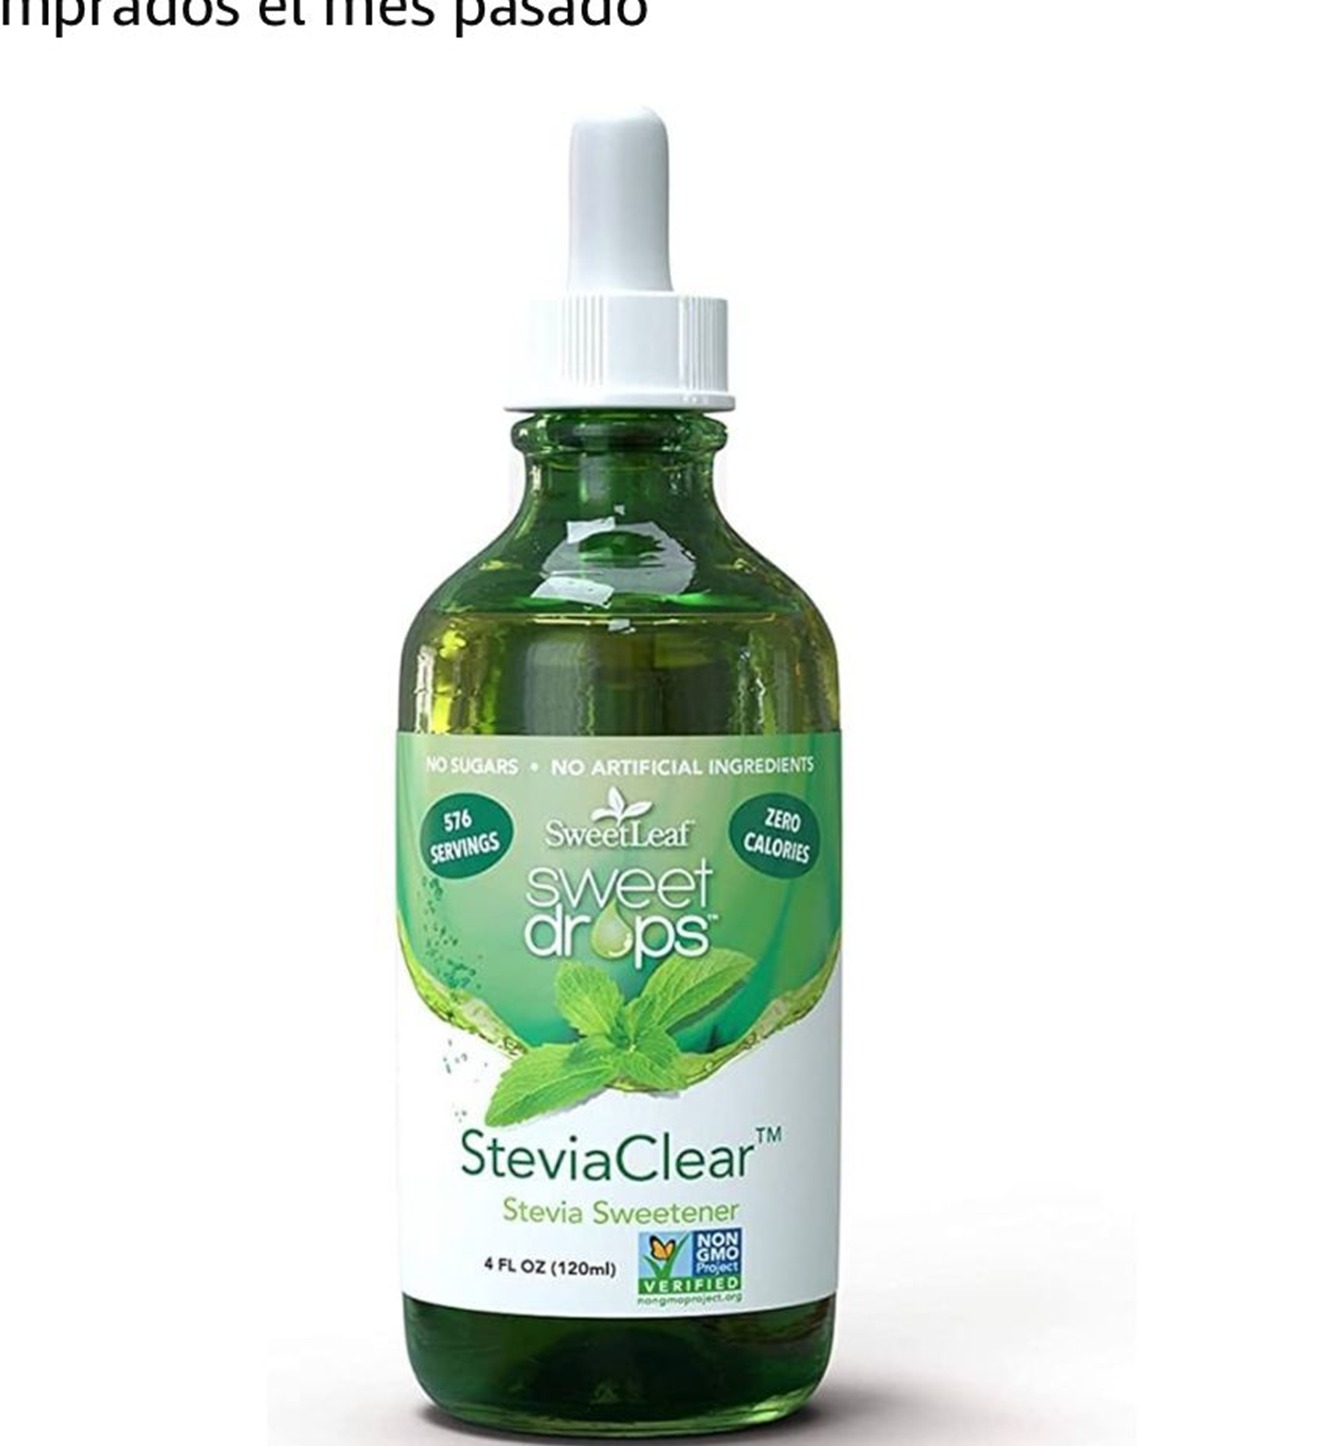 mprados el mes pasado
NO SUGARS • NO ARTIFICIAL INGREDIENTS
576
SERVINGS
ZERO
CALORIES
SweetLeaf
sweet
drops™
SteviaClear™
Stevia Sweetener
4 FL OZ (120ml)
NON
GMO
Project
VERIFIED
nongmoproject.org